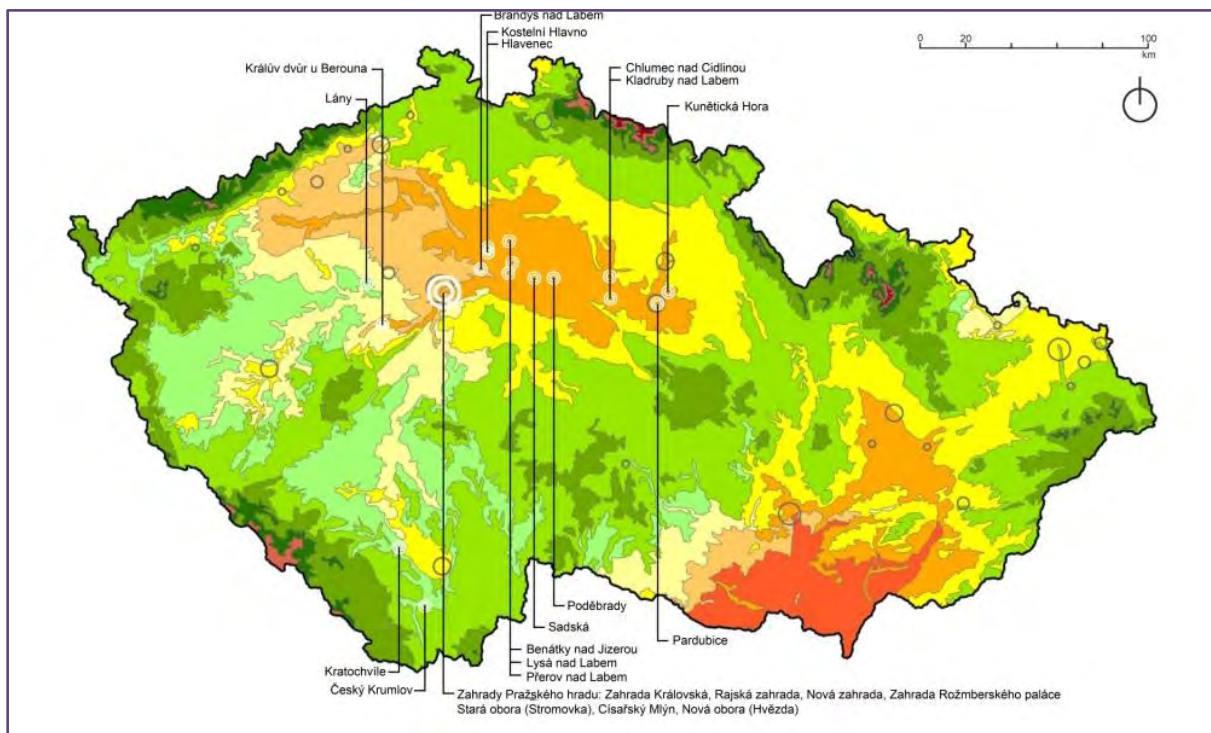 Brandýs nad Labem
Kostelní Hlavno
Hlavenec
Králův dvůr u Berouna
Lány
Chlumec nad Cidlinou
Kladruby nad Labem
Kunětická Hora
0 20 100
km
Poděbrady
Sadská
Pardubice
Benátky nad Jizerou
Lysá nad Labem
Přerov nad Labem
Kratochvíle
Český Krumlov
Zahrady Pražského hradu: Zahrada Královská, Rajská zahrada, Nová zahrada, Zahrada Rožmberského paláce
Stará obora (Stromovka), Císařský Mlýn, Nová obora (Hvězda)